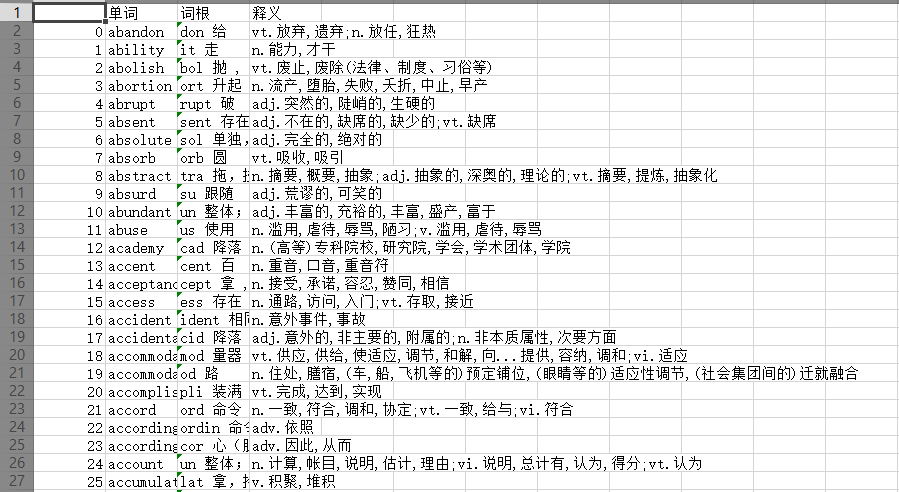 1 单词 词根 释义
2 0 abandon don 给 vt.放弃,遗弃;n.放任,狂热
3 1 ability it 走 n.能力,才干
4 2 abolish bol 抛 , vt.废止,废除(法律、制度、习俗等)
5 3 abortion ort 升起 n.流产,堕胎,失败,夭折,中止,早产
6 4 abrupt rupt 破 adj.突然的,陡峭的,生硬的
7 5 absent sent 存在 adj.不在的,缺席的,缺少的;vt.缺席
8 6 absolute sol 单独, adj.完全的,绝对的
9 7 absorb orb 圆 vt.吸收,吸引
10 8 abstract tra 拖, n.摘要,概要,抽象;adj.抽象的,深奥的,理论的;vt.摘要,提炼,抽象化
11 9 absurd su 跟随 adj.荒谬的,可笑的
12 10 abundant un 整体; adj.丰富的,充裕的,丰富,盛产,富于
13 11 abuse us 使用 n.滥用,虐待,辱骂,陋习;v.滥用,虐待,辱骂
14 12 academy cad 降落 n.(高等)专科院校,研究院,学会,学术团体,学院
15 13 accent cent 百 n.重音,口音,重音符
16 14 acceptanc cept 拿 , n.接受,承诺,容忍,赞同,相信
17 15 access ess 存在 n.通路,访问,入门;vt.存取,接近
18 16 accident ident 相同 n.意外事件,事故
19 17 accidenta cid 降落 adj.意外的,非主要的,附属的;n.非本质属性,次要方面
20 18 accommoda mod 量器 vt.供应,供给,使适应,调节,和解,向...提供,容纳,调和;vi.适应
21 19 accommoda od 路 n.住处,膳宿,(车,船,飞机等的)预定铺位,(眼睛等的)适应性调节,(社会集团间的)迁就融合
22 20 accomplis pli 装满 vt.完成,达到,实现
23 21 accord ord 命令 n.一致,符合,调和,协定;vt.一致,给与;vi.符合
24 22 according ordin 命令 adv.依照
25 23 according cor 心(月 adv.因此,从而
26 24 account un 整体; n.计算,帐目,说明,估计,理由;vi.说明,总计有,认为,得分;vt.认为
27 25 accumulat lat 拿, v.积聚,堆积